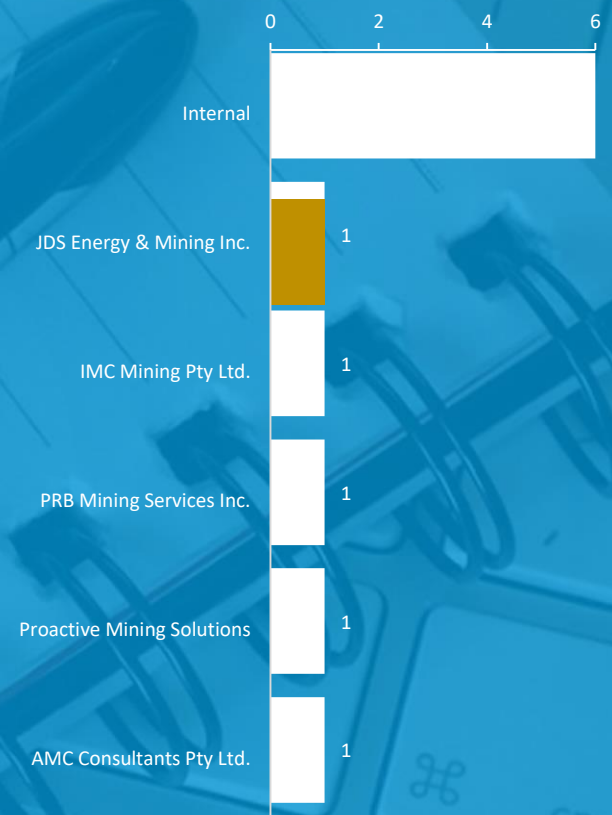 0 2 4 6
Internal
JDS Energy & Mining Inc. 1
IMC Mining Pty Ltd. 1
PRB Mining Services Inc. 1
Proactive Mining Solutions 1
AMC Consultants Pty Ltd. 1
⌘